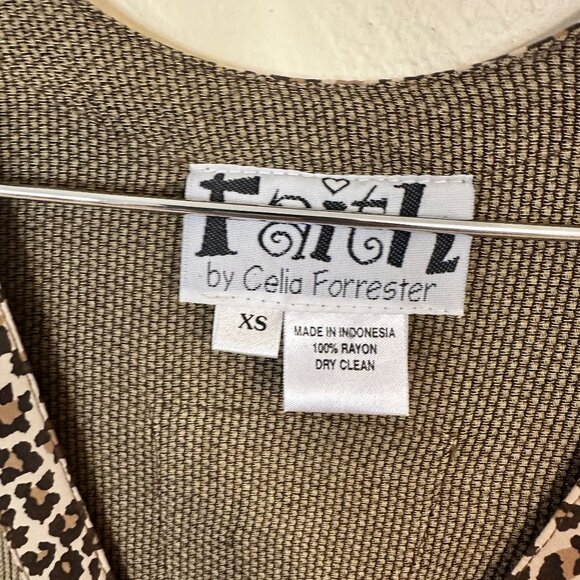 Faith
by Celia Forrester
XS
MADE IN INDONESIA
100% RAYON
DRY CLEAN